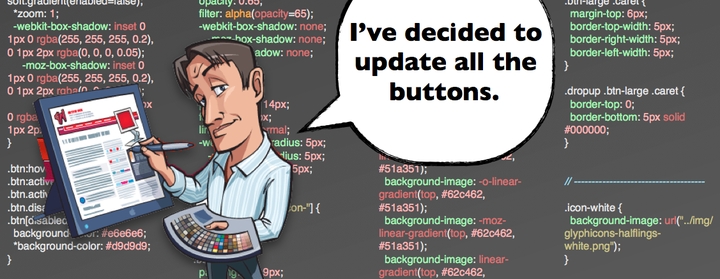 soft.gradient(enabled=false);
*zoom: 1;
-webkit-box-shadow: inset 0
1px 0 rgba(255, 255, 255, 0.2),
0 1px 2px rgba(0, 0, 0, 0.05);
-moz-box-shadow: inset 0
1px 0 rgba(255, 255, 255, 0.2),
0 1px 2px
0 rgba(
1px 2p
}
.btn:hov
.btn:activ
.btn.activ
.btn.dis
.btn[disabled
background-color: #e6e6e6;
*background-color: #d9d9d9;
}
opacity: 0.65;
filter: alpha(opacity=65);
-webkit-box-shadow: none;
-moz-box-shadow: none;
adow: none;
14px;
rmal;
radius: 5px;
dius: 5px;
5px;
con-"] {
9px;
I've decided to
update all the
buttons.
#51a351);
background-image: -o-linear-
gradient(top, #62c462,
#51a351);
background-image: -moz-
linear-gradient(top, #62c462,
#51a351);
background-image: linear-
gradient(top, #62c462,
.btn-large .caret {
margin-top: 6px;
border-top-width: 5px;
border-right-width: 5px;
border-left-width: 5px;
}
.dropup .btn-large .caret {
border-top: 0;
border-bottom: 5px solid
#000000;
}
// --------------------------------------
.icon-white {
background-image: url("../img/
glyphicons-halflings-
white.png");
}